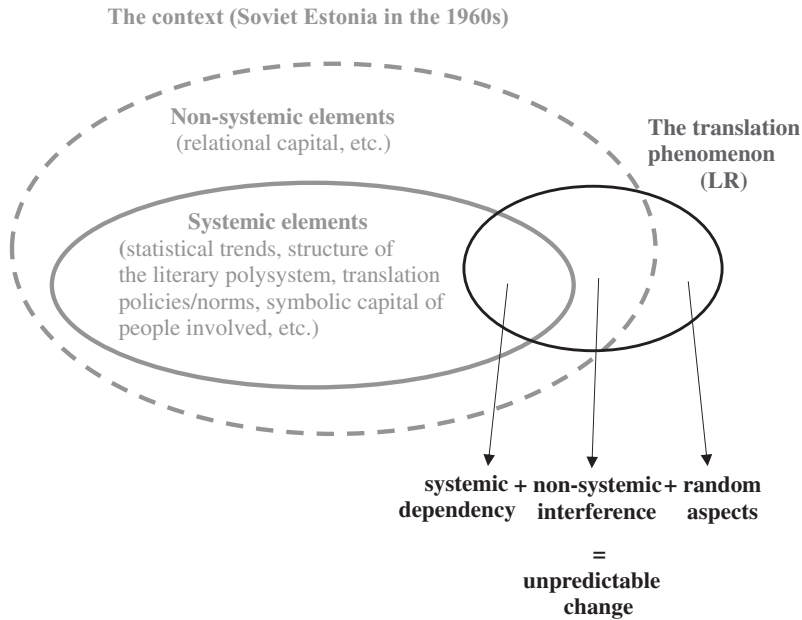 The context (Soviet Estonia in the 1960s)
Non-systemic elements
(relational capital, etc.)
The translation
phenomenon
(LR)
Systemic elements
(statistical trends, structure of
the literary polysystem, translation
policies/norms, symbolic capital of
people involved, etc.)
systemic + non-systemic + random
dependency interference aspects
=
unpredictable
change